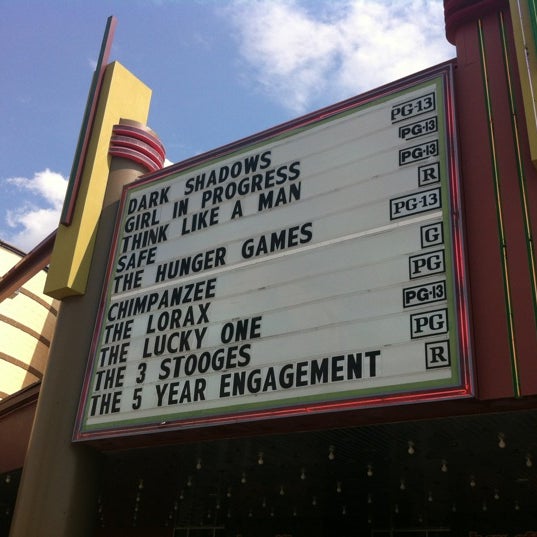 DARK SHADOWS PG-13
GIRL IN PROGRESS PG-13
THINK LIKE A MAN PG-13
SAFE R
THE HUNGER GAMES PG-13
CHIMPANZEE G
THE LORAX PG
THE LUCKY ONE PG-13
THE 3 STOOGES PG
THE 5 YEAR ENGAGEMENT R